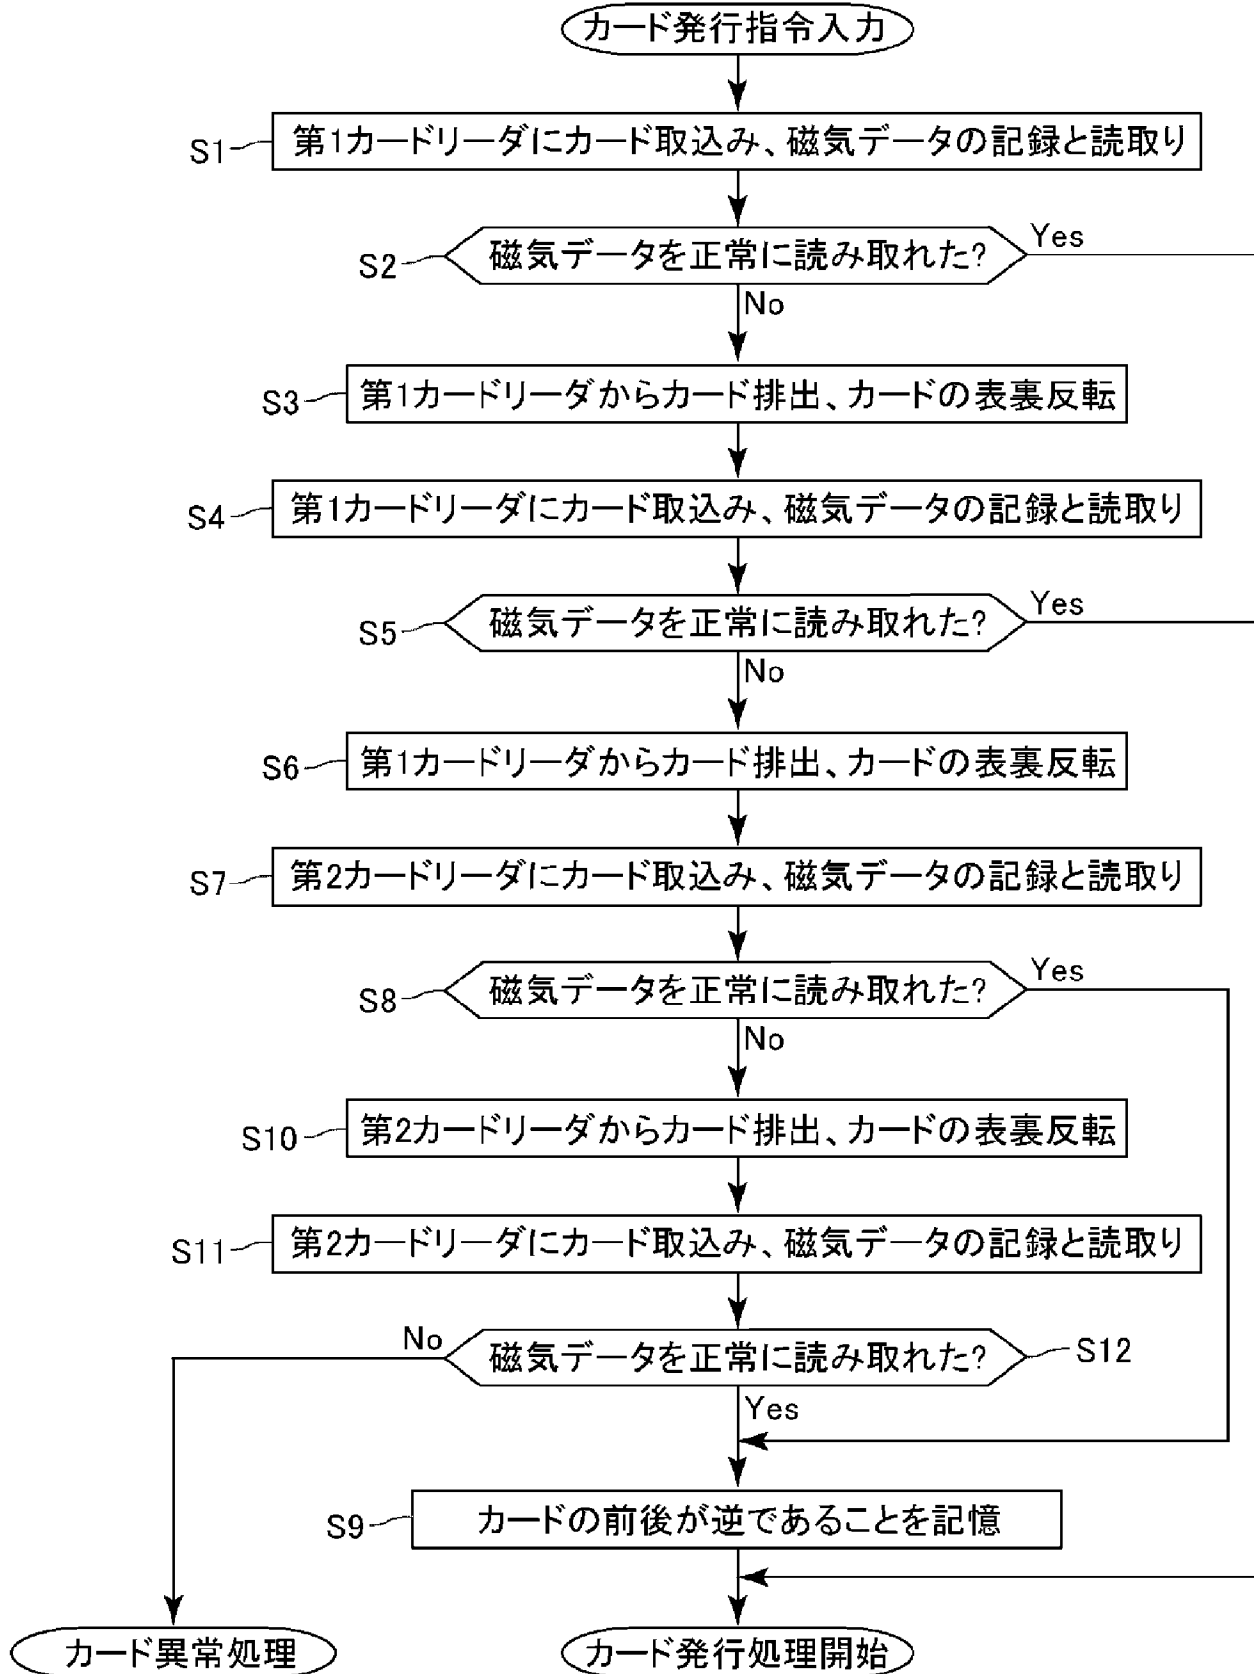 カード発行指令入力
S1
第1カードリーダにカード取込み、磁気データの記録と読取り
S2
磁気データを正常に読み取れた?
Yes
No
S3
第1カードリーダからカード排出、カードの表裏反転
S4
第1カードリーダにカード取込み、磁気データの記録と読取り
S5
磁気データを正常に読み取れた?
Yes
No
S6
第1カードリーダからカード排出、カードの表裏反転
S7
第2カードリーダにカード取込み、磁気データの記録と読取り
S8
磁気データを正常に読み取れた?
Yes
No
S10
第2カードリーダからカード排出、カードの表裏反転
S11
第2カードリーダにカード取込み、磁気データの記録と読取り
No
磁気データを正常に読み取れた?
S12
Yes
S9
カードの前後が逆であることを記憶
カード異常処理
カード発行処理開始